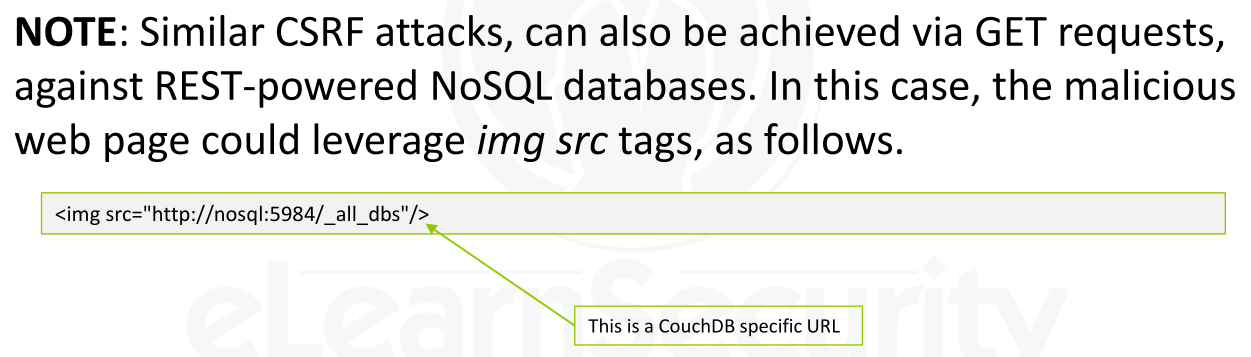 NOTE: Similar CSRF attacks, can also be achieved via GET requests,
against REST-powered NoSQL databases. In this case, the malicious
web page could leverage img src tags, as follows.
<img src="http://nosql:5984/_all_dbs"/>
eLearnSecurity
This is a CouchDB specific URL